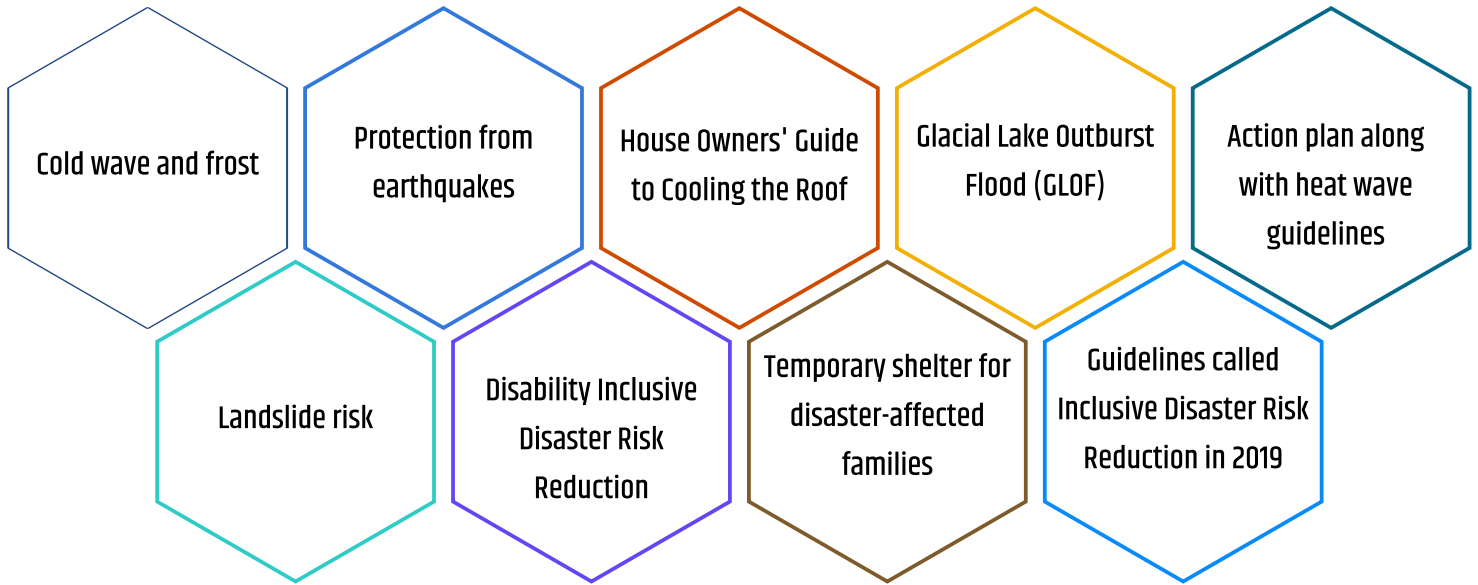 Cold wave and frost
Protection from
earthquakes
House Owners' Guide
to Cooling the Roof
Glacial Lake Outburst
Flood (GLOF)
Action plan along
with heat wave
guidelines
Landslide risk
Disability Inclusive
Disaster Risk
Reduction
Temporary shelter for
disaster-affected
families
Guidelines called
Inclusive Disaster Risk
Reduction in 2019